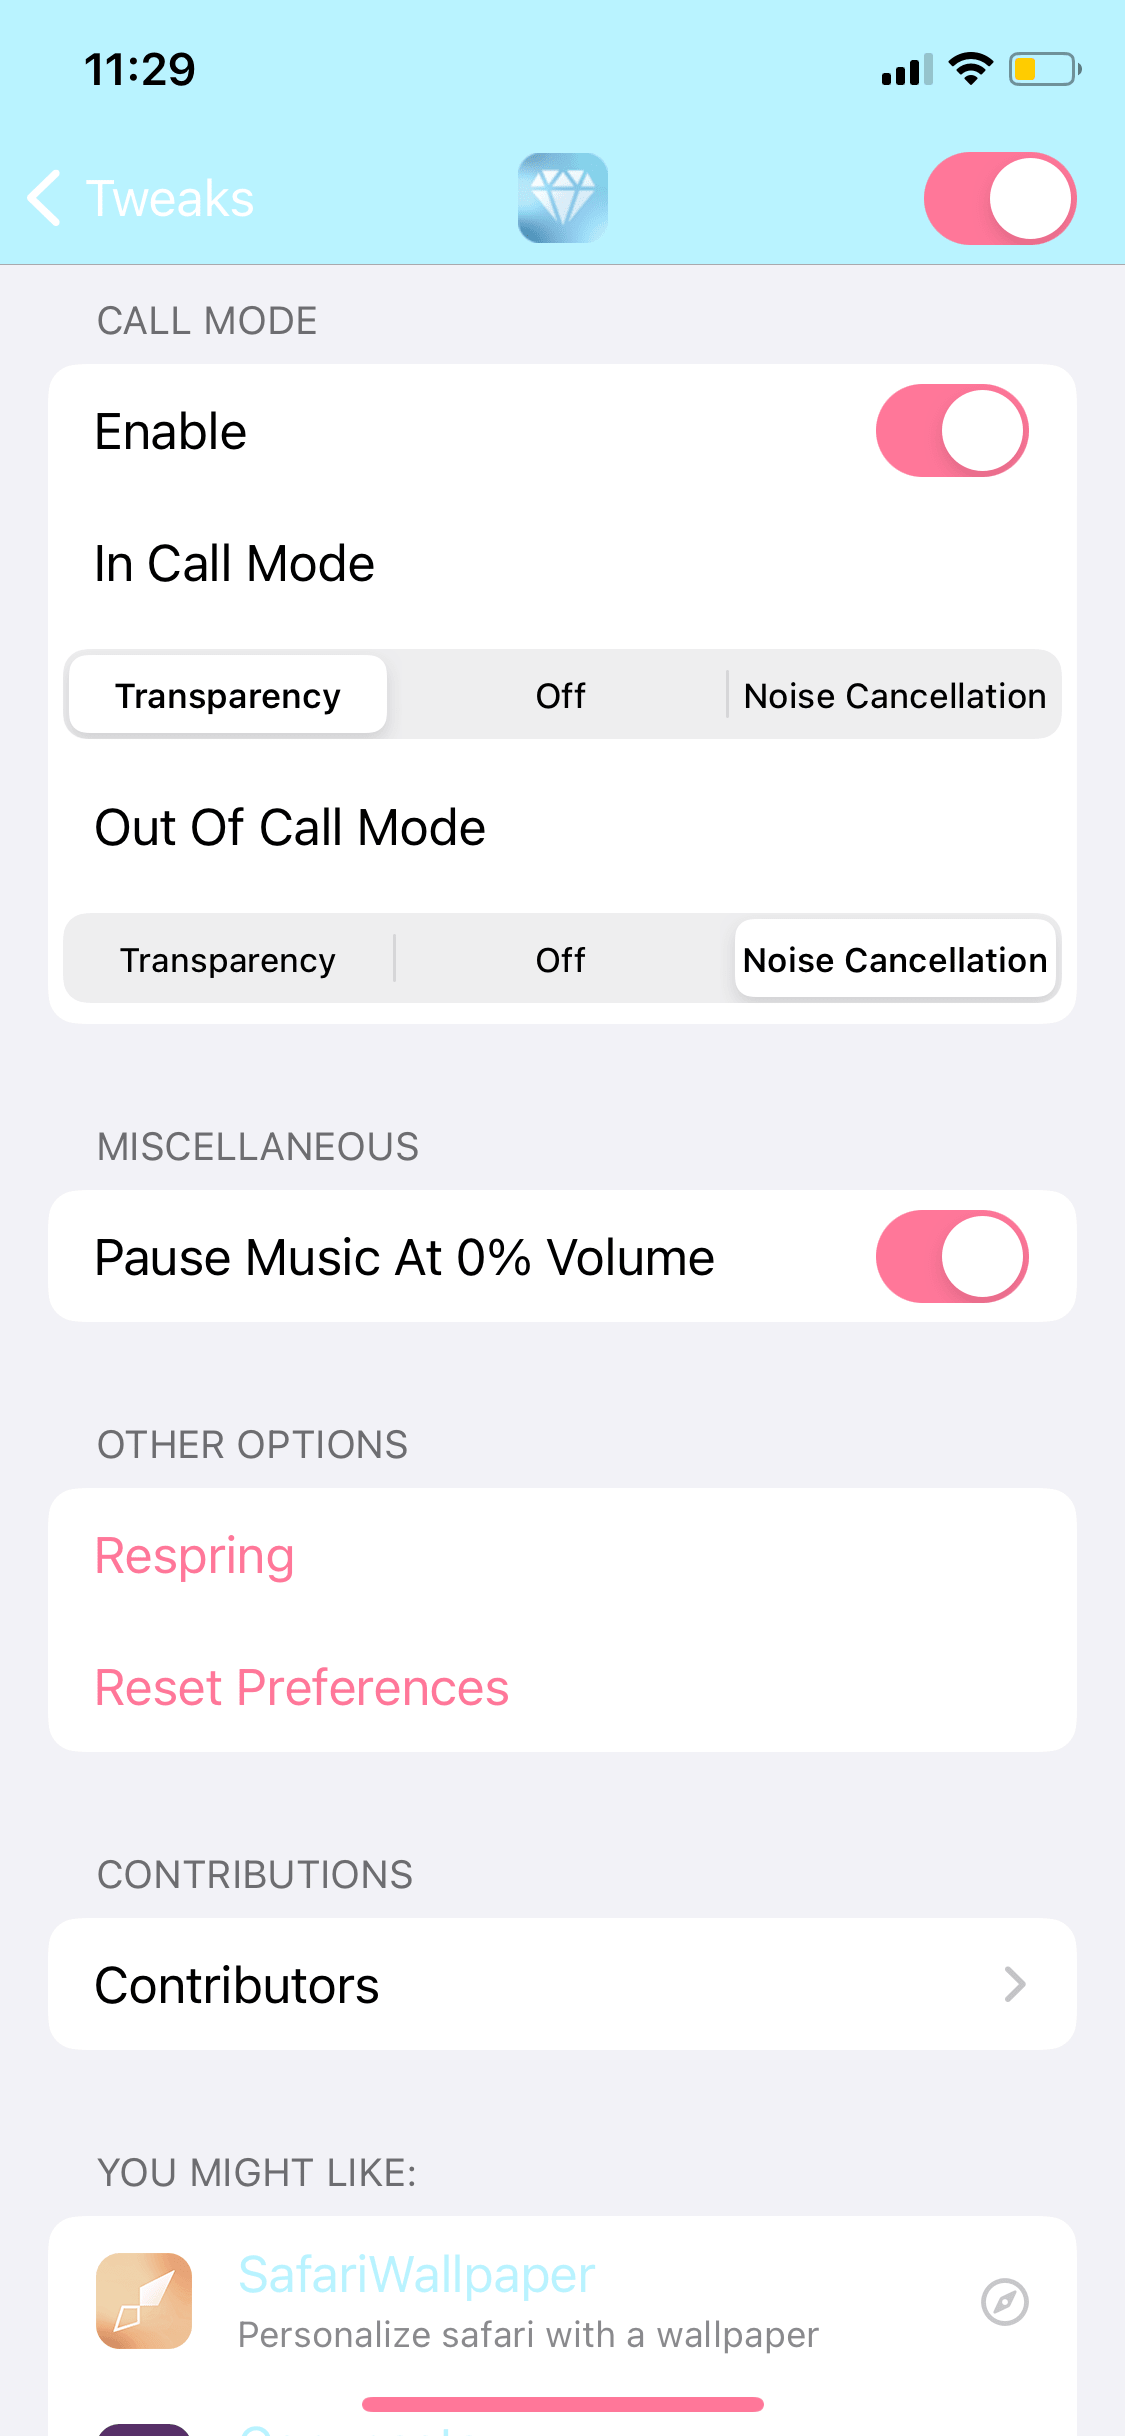 11:29
Tweaks
CALL MODE
Enable
In Call Mode
Transparency Off Noise Cancellation
Out Of Call Mode
Transparency Off Noise Cancellation
MISCELLANEOUS
Pause Music At 0% Volume
OTHER OPTIONS
Respring
Reset Preferences
CONTRIBUTIONS
Contributors
YOU MIGHT LIKE:
SafariWallpaper
Personalize safari with a wallpaper